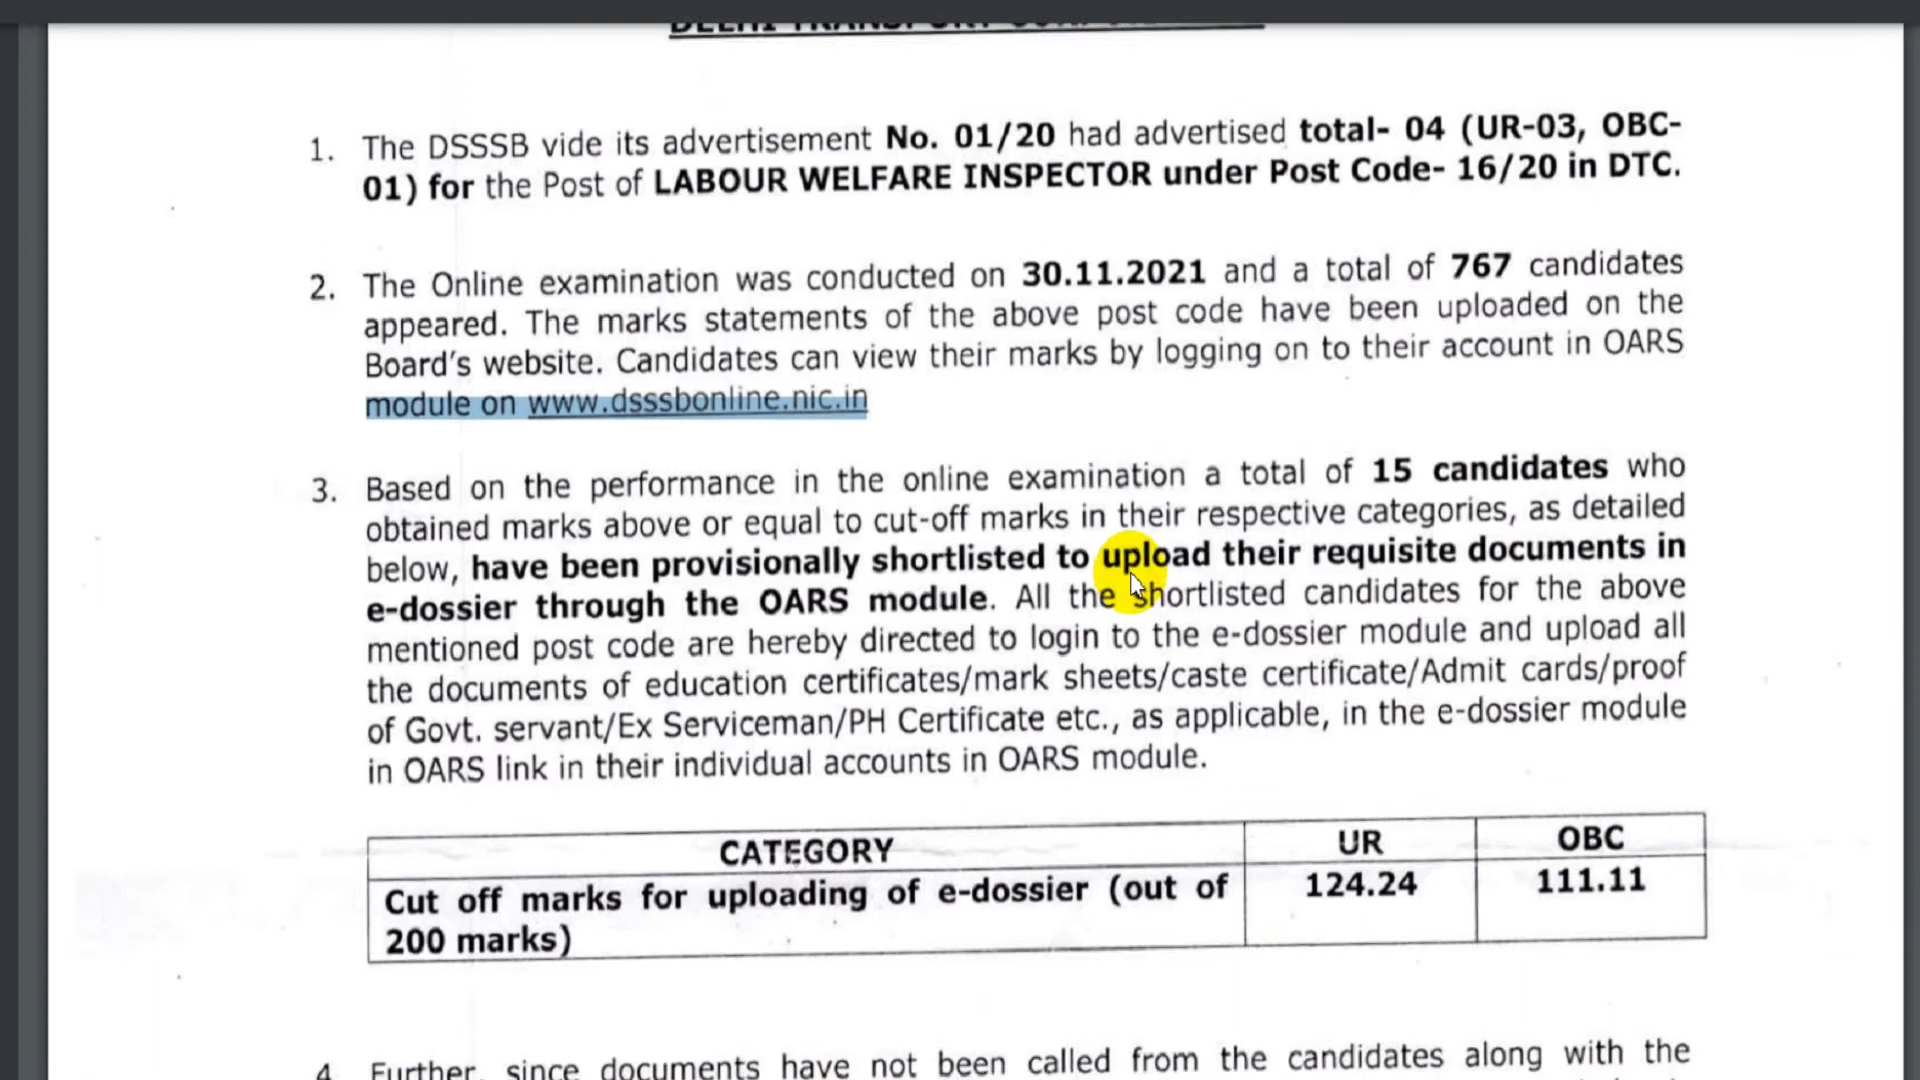 DELHI TRANSPORT
1. The DSSSB vide its advertisement No. 01/20 had advertised total- 04 (UR-03, OBC-
01) for the Post of LABOUR WELFARE INSPECTOR under Post Code- 16/20 in DTC.
2. The Online examination was conducted on 30.11.2021 and a total of 767 candidates
appeared. The marks statements of the above post code have been uploaded on the
Board's website. Candidates can view their marks by logging on to their account in OARS
module on www.dsssbonline.nic.in
3. Based on the performance in the online examination a total of 15 candidates who
obtained marks above or equal to cut-off marks in their respective categories, as detailed
below, have been provisionally shortlisted to upload their requisite documents in
e-dossier through the OARS module. All the shortlisted candidates for the above
mentioned post code are hereby directed to login to the e-dossier module and upload all
the documents of education certificates/mark sheets/caste certificate/Admit cards/proof
of Govt. servant/Ex Serviceman/PH Certificate etc., as applicable, in the e-dossier module
in OARS link in their individual accounts in OARS module.
CATEGORY UR OBC
Cut off marks for uploading of e-dossier (out of 124.24 111.11
200 marks)
4. Further, since documents have not been called from the candidates along with the